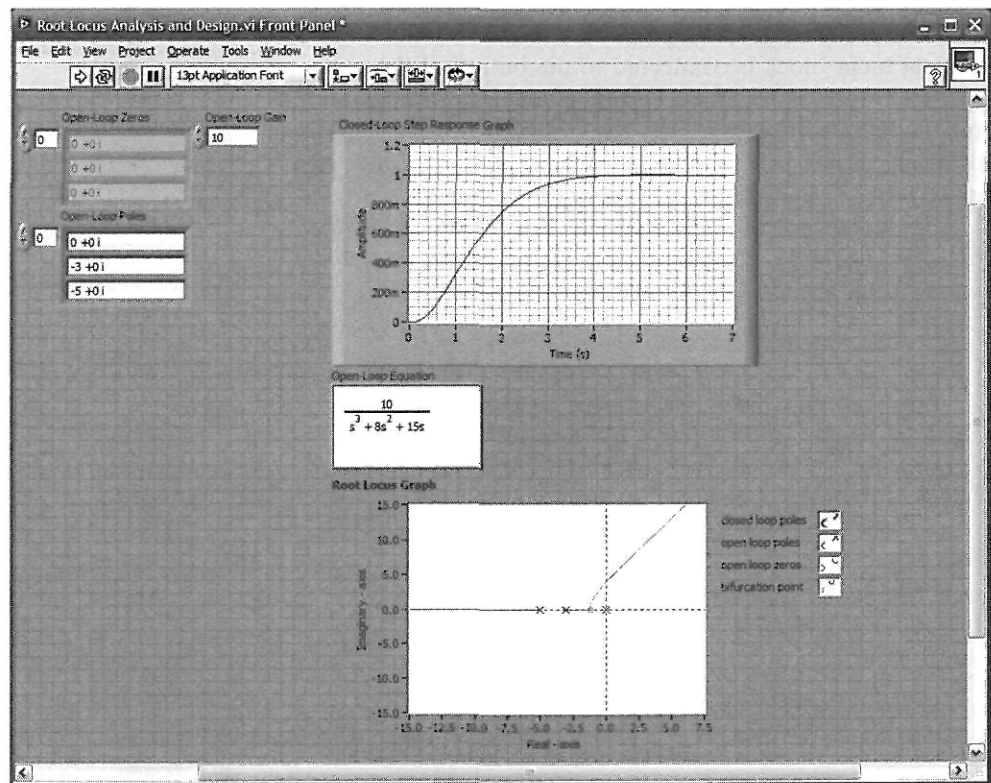 Root Locus Analysis and Design.vi Front Panel *
File Edit View Project Operate Tools Window Help
13pt Application Font
Open-Loop Zeros
0
0 +0 i
0 +0 i
0 +0 i
Open-Loop Gain
10
Open-Loop Poles
0
0 +0 i
-3 +0 i
-5 +0 i
Closed-Loop Step Response Graph
Amplitude
1.2
1
800m
600m
400m
200m
0
0 1 2 3 4 5 6 7
Time (s)
Open-Loop Equation
10
s^3 + 8s^2 + 15s
Root Locus Graph
Imaginary - axis
15.0
10.0
5.0
0.0
-5.0
-10.0
-15.0
-15.0 -12.5 -10.0 -7.5 -5.0 -2.5 0.0 2.5 5.0 7.5
Real - axis
closed loop poles
open loop poles
open loop zeros
bifurcation point